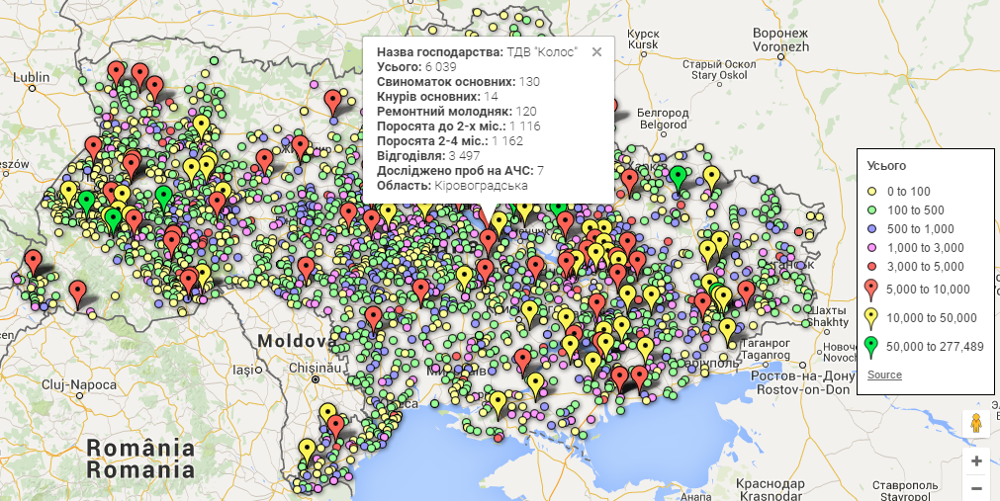 Курск
Kursk
Воронеж
Voronezh
Старый Оскол
Stary Oskol
Lublin
Белгород
Belgorod
Назва господарства: ТДВ "Колос"
Усього: 6 039
Свиноматок основних: 130
Кнурів основних: 14
Ремонтний молодняк: 120
Поросята до 2-х міс.: 1 116
Поросята 2-4 міс.: 1 162
Відгодівля: 3 497
Досліджено проб на АЧС: 7
Область: Кіровоградська
Усього
0 to 100
100 to 500
500 to 1,000
1,000 to 3,000
3,000 to 5,000
5,000 to 10,000
10,000 to 50,000
50,000 to 277,489
Source
Шахты
Shakhty
Moldova
Iași
Chișinău
Таганрог
Taganrog
Ростов-на-Дону
Rostov-on-Don
Cluj-Napoca
România
Romania
Краснодар
Krasnodar
Ставрополь
Stavropol
Анапа